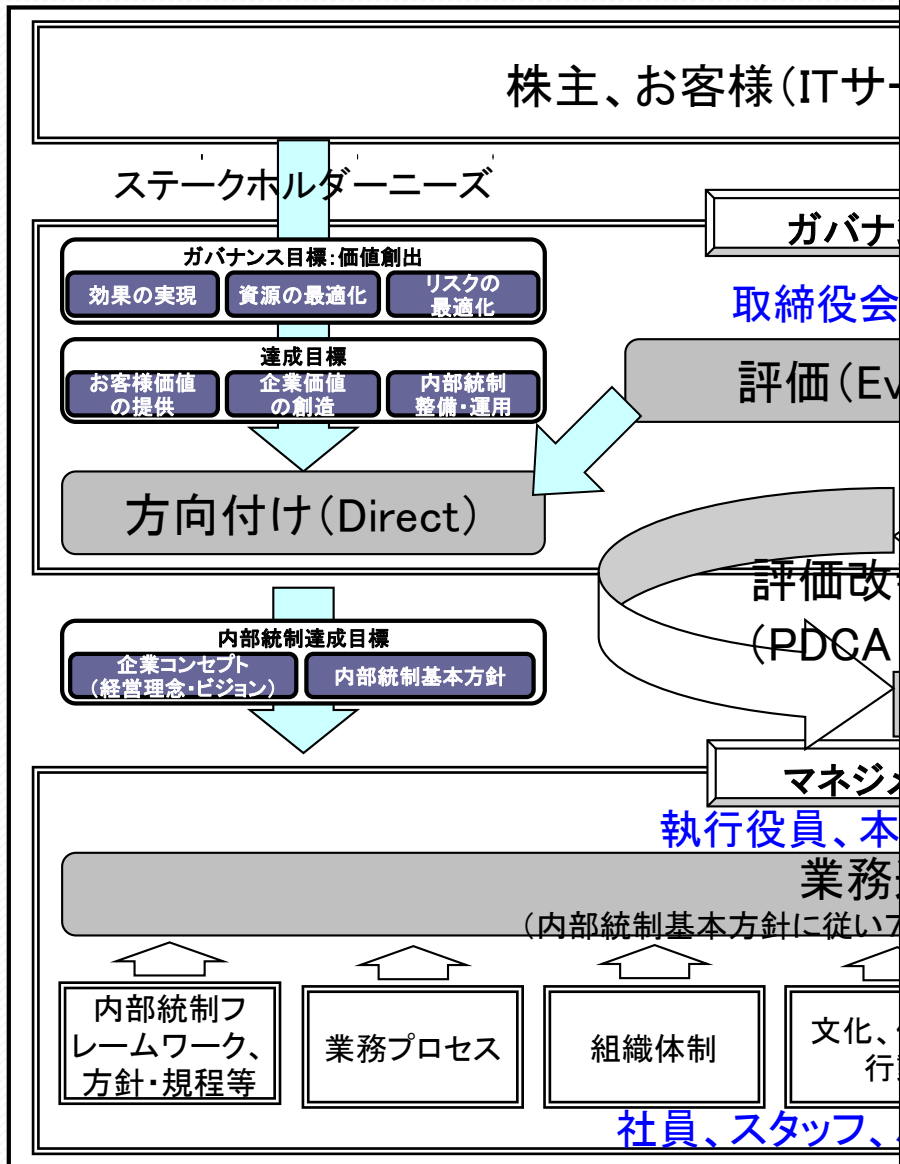 株主、お客様(ITサー
ステークホルダーニーズ
ガバナン
ガバナンス目標:価値創出
効果の実現
資源の最適化
リスクの
最適化
取締役会
達成目標
お客様価値
の提供
企業価値
の創造
内部統制
整備・運用
評価(Ev
方向付け(Direct)
評価改
(PDCA
内部統制達成目標
企業コンセプト
(経営理念・ビジョン)
内部統制基本方針
マネジメ
執行役員、本
業務
(内部統制基本方針に従い
内部統制フ
レームワーク、
方針・規程等
業務プロセス
組織体制
文化、
行
社員、スタッフ、